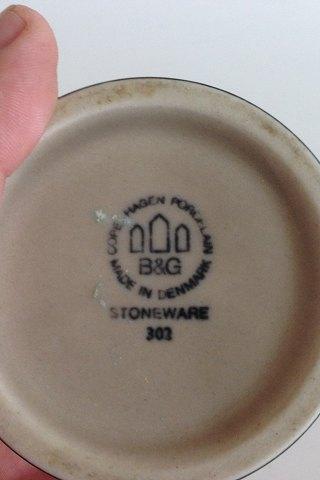 COPENHAGEN PORCELAIN
B&G
MADE IN DENMARK
STONEWARE
302